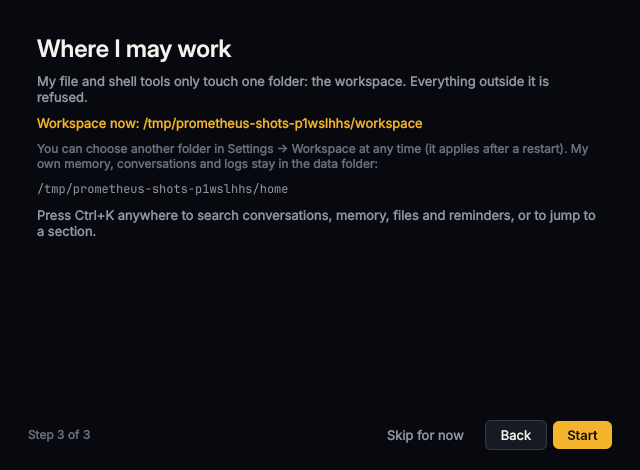 Where I may work
My file and shell tools only touch one folder: the workspace. Everything outside it is
refused.
Workspace now: /tmp/prometheus-shots-p1wslhhs/workspace
You can choose another folder in Settings → Workspace at any time (it applies after a restart). My
own memory, conversations and logs stay in the data folder:
/tmp/prometheus-shots-p1wslhhs/home
Press Ctrl+K anywhere to search conversations, memory, files and reminders, or to jump to
a section.
Step 3 of 3
Skip for now
Back
Start